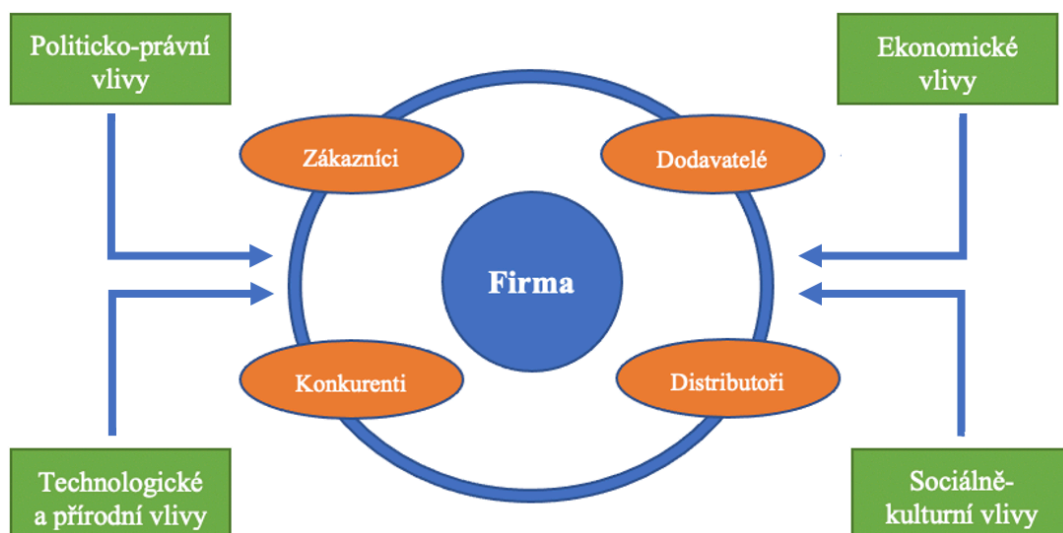 Politicko-právní
vlivy
Ekonomické
vlivy
Zákazníci
Dodavatelé
Firma
Konkurenti
Distributoři
Technologické
a přírodní vlivy
Sociálně-
kulturní vlivy